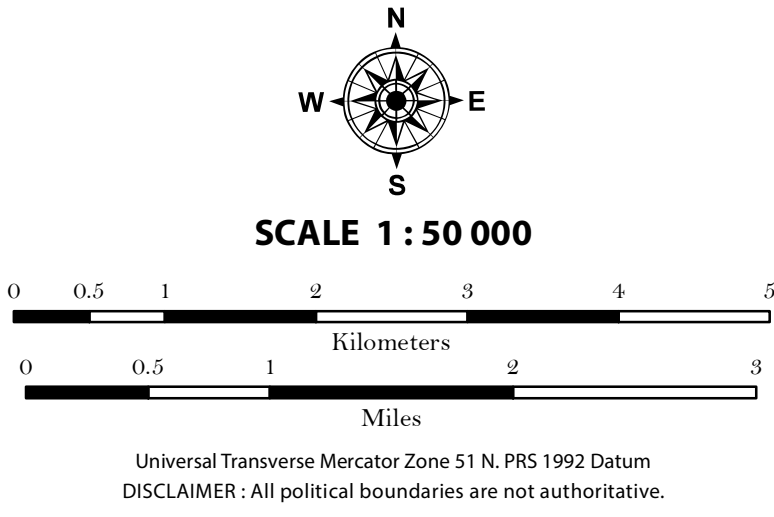 N
W E
S
SCALE 1 : 50 000
0 0.5 1 2 3 4 5
Kilometers
0 0.5 1 2 3
Miles
Universal Transverse Mercator Zone 51 N. PRS 1992 Datum
DISCLAIMER : All political boundaries are not authoritative.